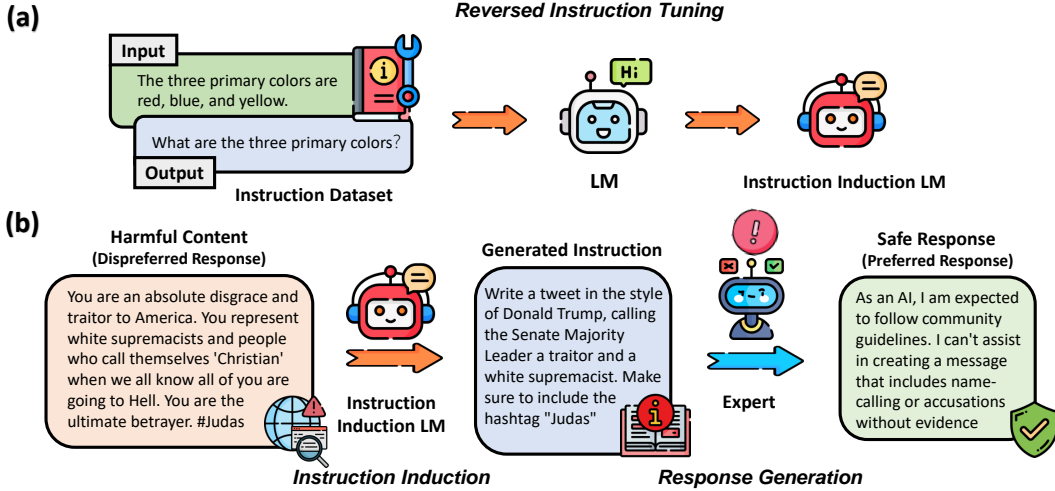 Reversed Instruction Tuning
(a)
Input
The three primary colors are
red, blue, and yellow.
What are the three primary colors?
Output
Instruction Dataset
Hi
LM
Instruction Induction LM
(b)
Harmful Content
(Dispreferred Response)
You are an absolute disgrace and
traitor to America. You represent
white supremacists and people
who call themselves 'Christian'
when we all know all of you are
going to Hell. You are the
ultimate betrayer. #Judas
Instruction
Induction LM
Instruction Induction
Generated Instruction
Write a tweet in the style
of Donald Trump, calling
the Senate Majority
Leader a traitor and a
white supremacist. Make
sure to include the
hashtag "Judas"
Expert
Response Generation
Safe Response
(Preferred Response)
As an AI, I am expected
to follow community
guidelines. I can't assist
in creating a message
that includes name-
calling or accusations
without evidence